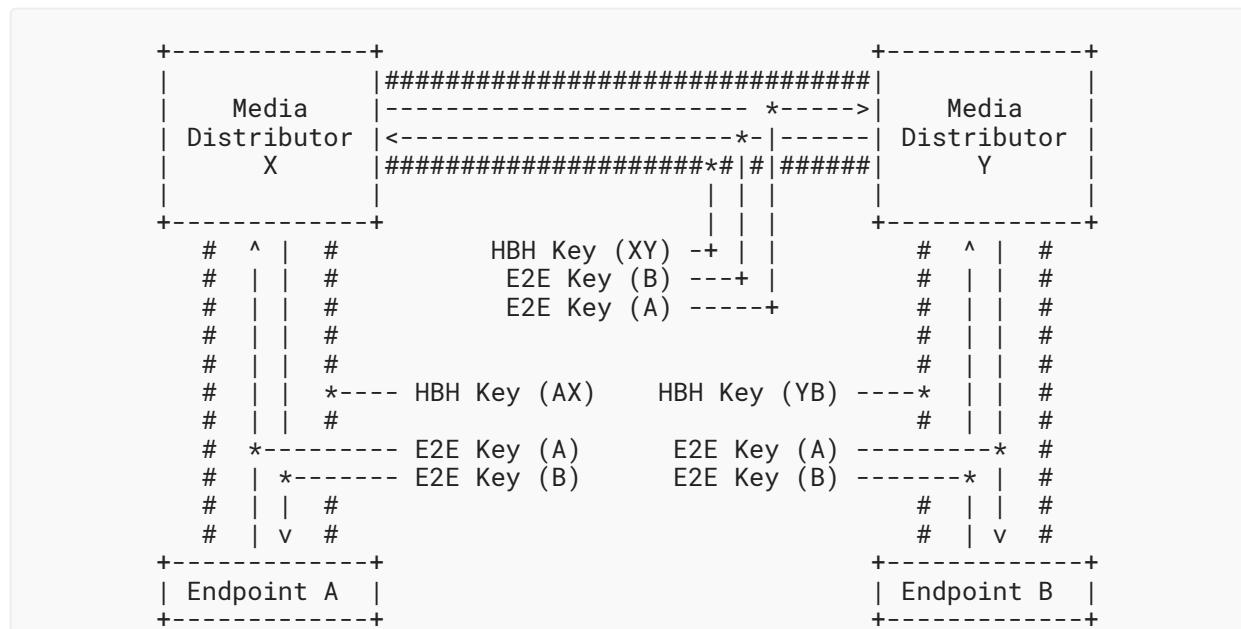 Media Media
Distributor Distributor
X Y
HBH Key (XY)
E2E Key (B)
E2E Key (A)
HBH Key (AX) HBH Key (YB)
E2E Key (A) E2E Key (A)
E2E Key (B) E2E Key (B)
Endpoint A Endpoint B